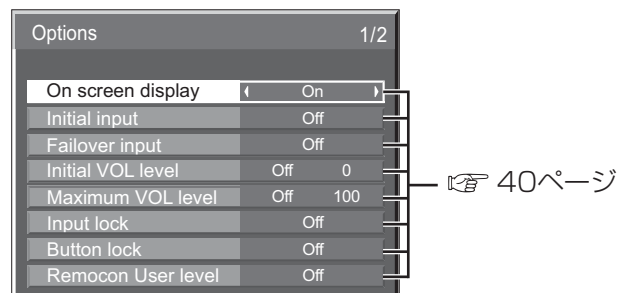 Options 1/2
On screen display On
Initial input Off
Failover input Off
Initial VOL level Off 0
Maximum VOL level Off 100
Input lock Off
Button lock Off
Remocon User level Off
☞ 40ページ